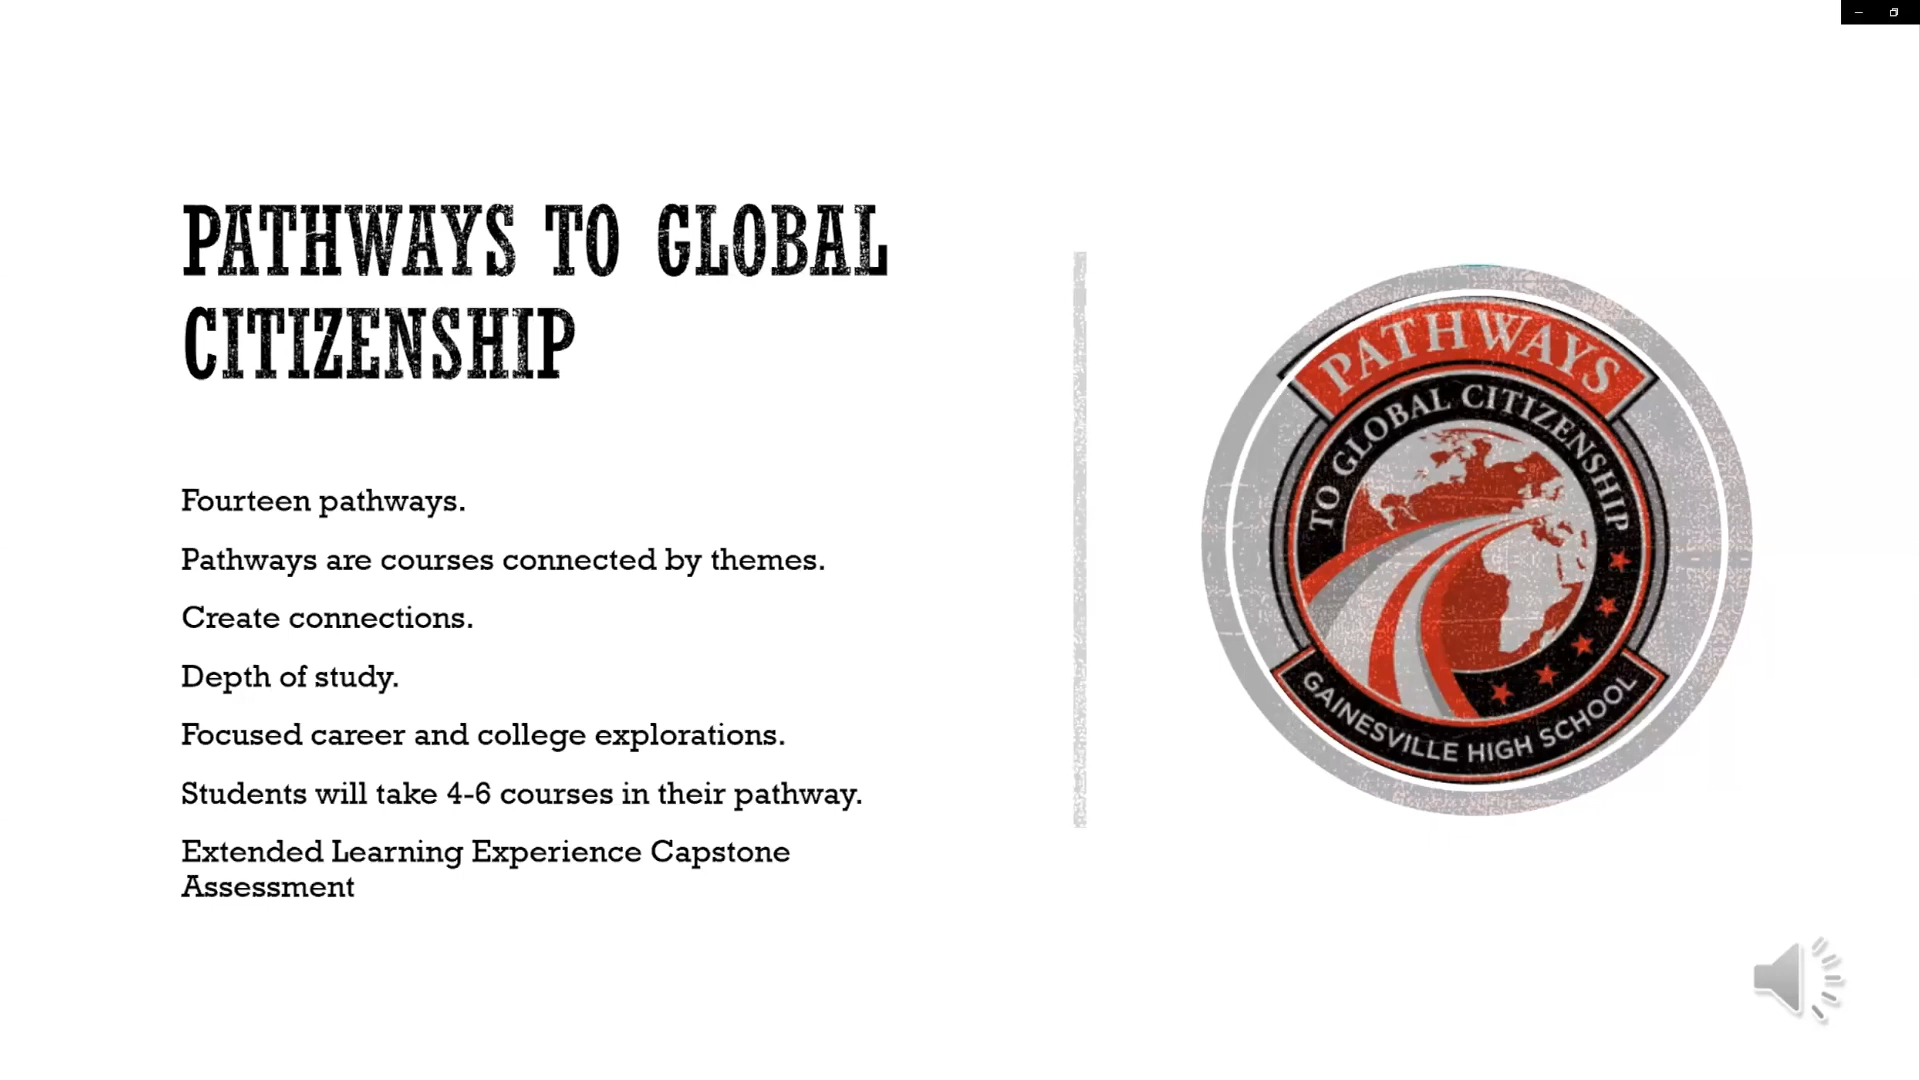 PATHWAYS TO GLOBAL
CITIZENSHIP
Fourteen pathways.
Pathways are courses connected by themes.
Create connections.
Depth of study.
Focused career and college explorations.
Students will take 4-6 courses in their pathway.
Extended Learning Experience Capstone
Assessment
PATHWAYS
TO GLOBAL CITIZENSHIP
GAINESVILLE HIGH SCHOOL